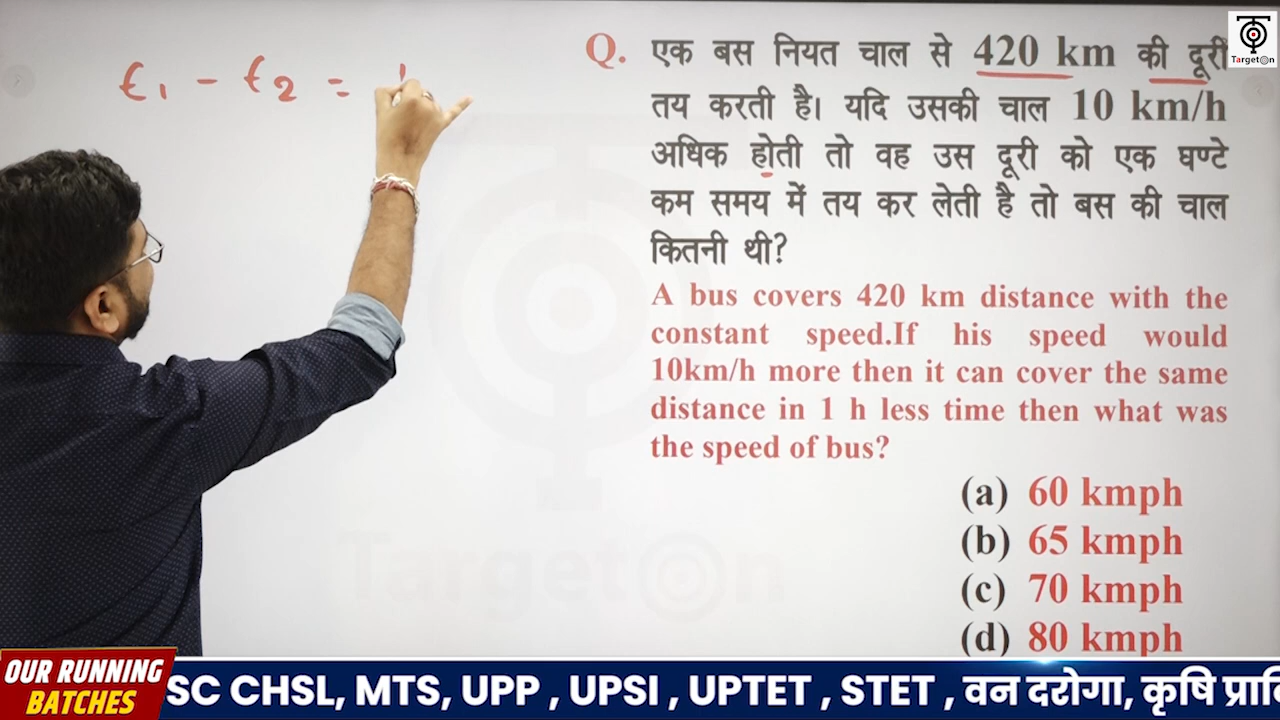 t₁ - t₂ = 1
Q. एक बस नियत चाल से 420 km की दूरी
तय करती है। यदि उसकी चाल 10 km/h
अधिक होती तो वह उस दूरी को एक घण्टे
कम समय में तय कर लेती है तो बस की चाल
कितनी थी?
A bus covers 420 km distance with the
constant speed.If his speed would
10km/h more then it can cover the same
distance in 1 h less time then what was
the speed of bus?
(a) 60 kmph
(b) 65 kmph
(c) 70 kmph
(d) 80 kmph
TargetOn
TargetOn
OUR RUNNING
BATCHES
SC CHSL, MTS, UPP , UPSI , UPTET , STET , वन दरोगा, कृषि